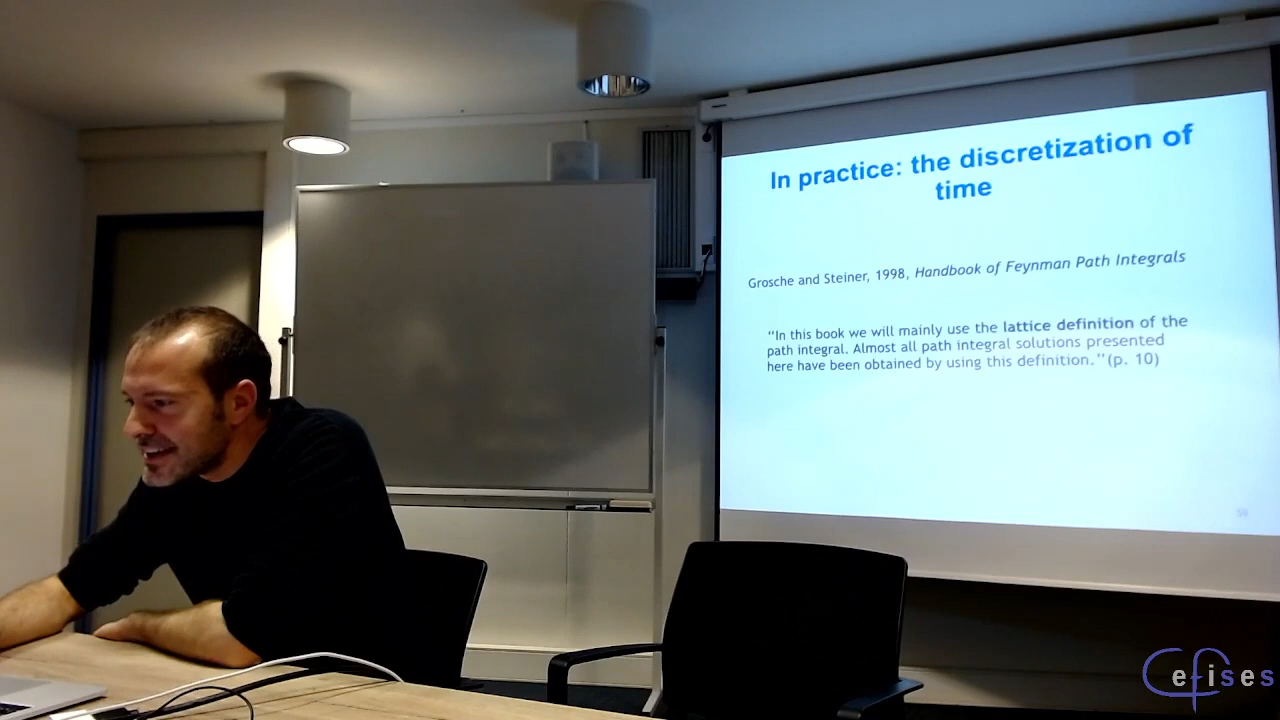 In practice: the discretization of
time
Grosche and Steiner, 1998, Handbook of Feynman Path Integrals
“In this book we will mainly use the lattice definition of the
path integral. Almost all path integral solutions presented
here have been obtained by using this definition.’’(p. 10)
Cefises